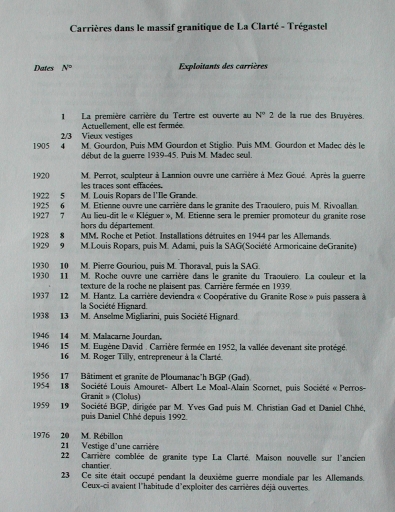 Carrières dans le massif granitique de La Clarté - Trégastel
Dates N° Exploitants des carrières
1 La première carrière du Tertre est ouverte au N° 2 de la rue des Bruyères.
Actuellement, elle est fermée.
2/3 Vieux vestiges
1905 4 M. Gourdon, Puis MM Gourdon et Stiglio. Puis MM. Gourdon et Madec dès le
début de la guerre 1939-45. Puis M. Madec seul.
1920 M. Perrot, sculpteur à Lannion ouvre une carrière à Mez Goué. Après la guerre
les traces sont effacées.
1922 5 M. Louis Ropars de l'Ile Grande.
1925 6 M. Etienne ouvre une carrière dans le granite des Traouiero, puis M. Rivoallan.
1927 7 Au lieu-dit le « Kléguer », M. Etienne sera le premier promoteur du granite rose
hors du département.
1928 8 MM. Roche et Petiot. Installations détruites en 1944 par les Allemands.
1929 9 M.Louis Ropars, puis M. Adami, puis la SAG(Société Armoricaine deGranite)
1930 10 M. Pierre Gouriou, puis M. Thoraval, puis la SAG.
1930 11 M. Roche ouvre une carrière dans le granite du Traouiero. La couleur et la
texture de la roche ne plaisent pas. Carrière fermée en 1939.
1937 12 M. Hantz. La carrière deviendra « Coopérative du Granite Rose » puis passera à
la Société Hignard.
1938 13 M. Anselme Migliarini, puis Société Hignard.
1946 14 M. Malacarne Jourdan.
1946 15 M. Eugène David . Carrière fermée en 1952, la vallée devenant site protégé.
16 M. Roger Tilly, entrepreneur à la Clarté.
1956 17 Bâtiment et granite de Ploumanac'h BGP (Gad).
1954 18 Société Louis Amouret- Albert Le Moal-Alain Scornet, puis Société « Perros-
Granit » (Clolus)
1959 19 Société BGP, dirigée par M. Yves Gad puis M. Christian Gad et Daniel Chhé,
puis Daniel Chhé depuis 1992.
1976 20 M. Rébillon
21 Vestige d'une carrière
22 Carrière comblée de granite type La Clarté. Maison nouvelle sur l'ancien
chantier.
23 Ce site était occupé pendant la deuxième guerre mondiale par les Allemands.
Ceux-ci avaient l'habitude d'exploiter des carrières déjà ouvertes.